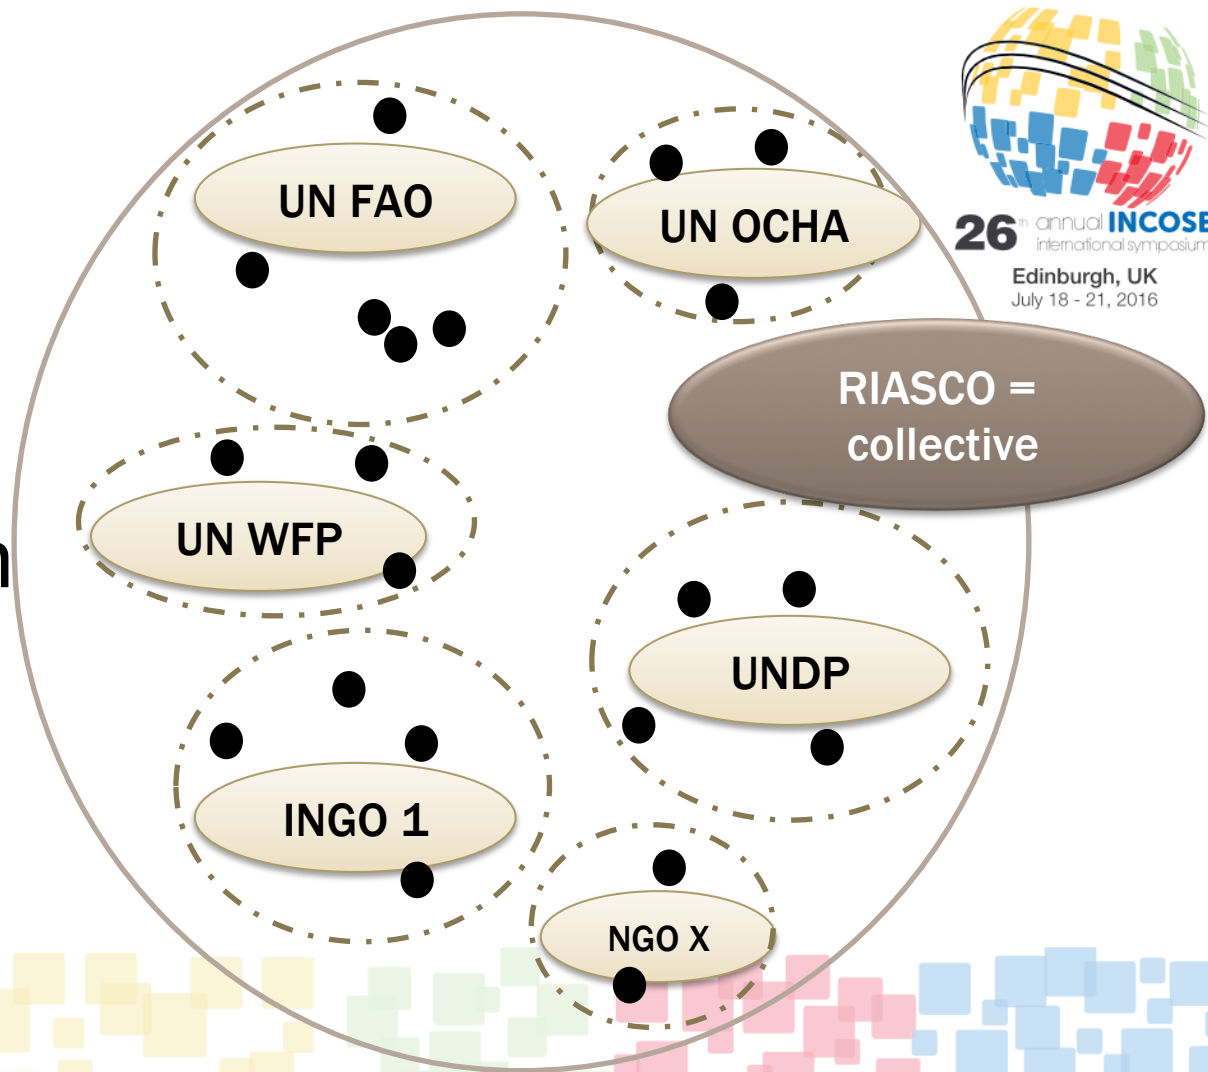 UN FAO
UN OCHA
26th annual INCOSE
international symposium
Edinburgh, UK
July 18 - 21, 2016
RIASCO =
collective
UN WFP
n
UNDP
INGO 1
NGO X